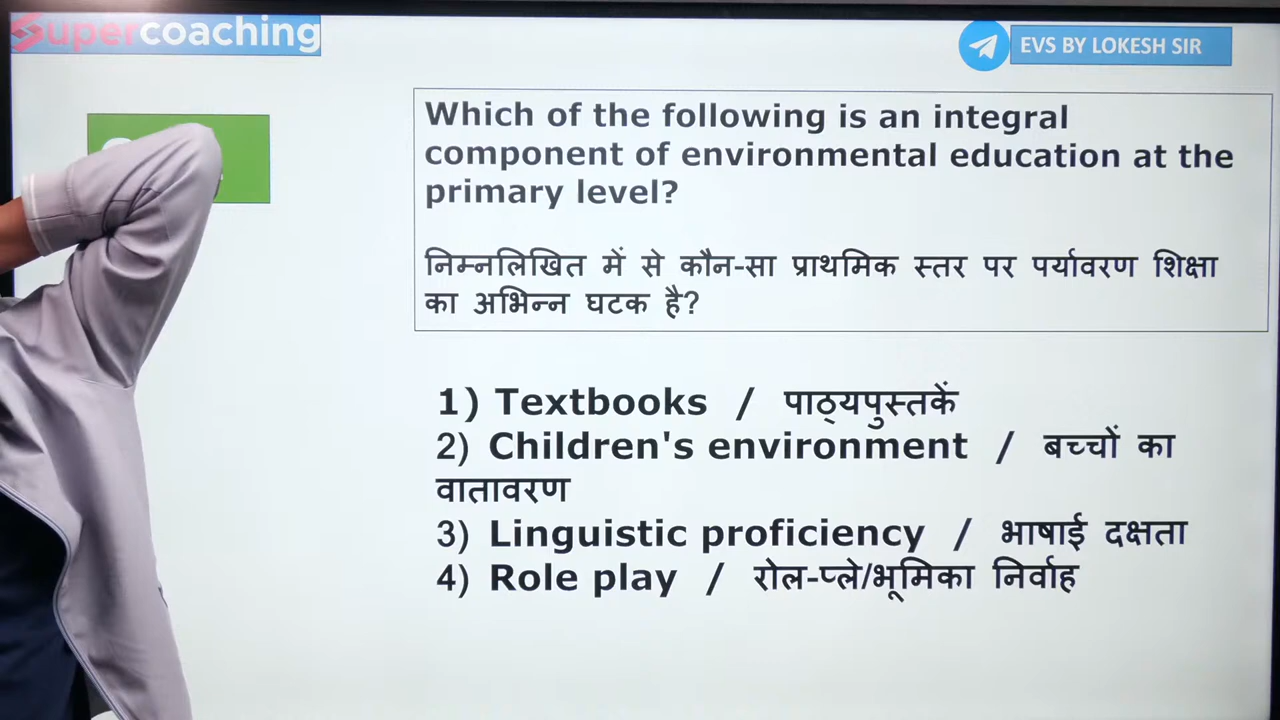 Supercoaching
EVS BY LOKESH SIR
Which of the following is an integral
component of environmental education at the
primary level?
निम्नलिखित में से कौन-सा प्राथमिक स्तर पर पर्यावरण शिक्षा
का अभिन्न घटक है?
1) Textbooks / पाठ्यपुस्तकें
2) Children's environment / बच्चों का
वातावरण
3) Linguistic proficiency / भाषाई दक्षता
4) Role play / रोल-प्ले/भूमिका निर्वाह